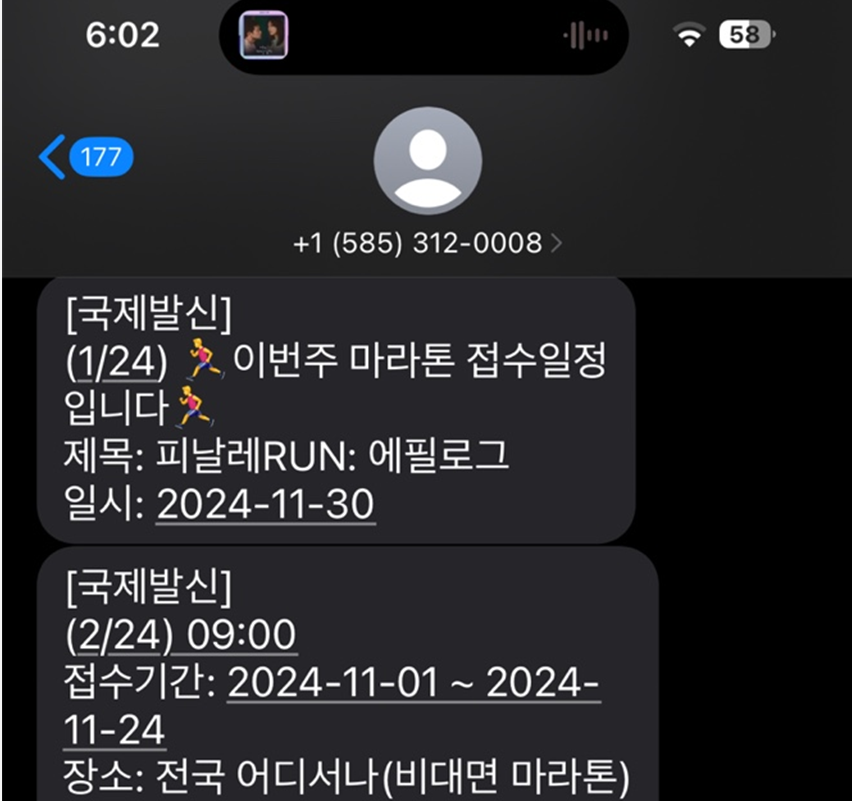 6:02
58
177
+1 (585) 312-0008
[국제발신]
(1/24) 🏃이번주 마라톤 접수일정
입니다🏃
제목: 피날레RUN: 에필로그
일시: 2024-11-30
[국제발신]
(2/24) 09:00
접수기간: 2024-11-01 ~ 2024-
11-24
장소: 전국 어디서나(비대면 마라톤)